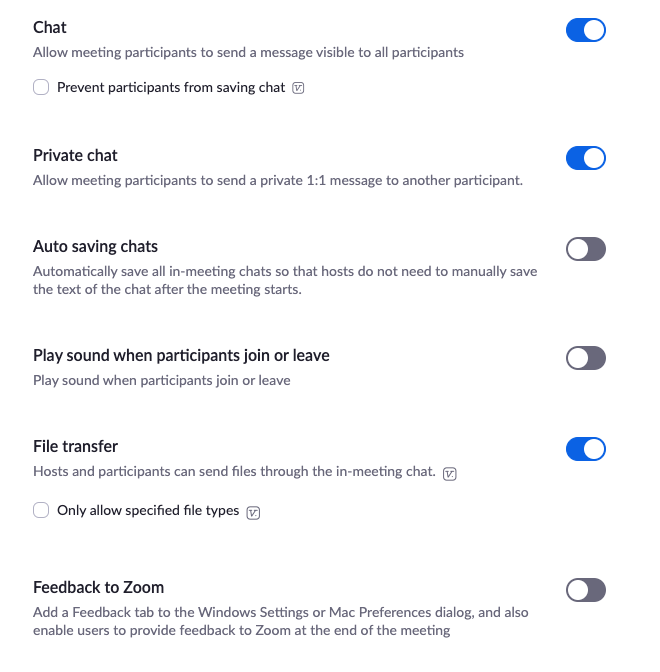 Chat
Allow meeting participants to send a message visible to all participants
Prevent participants from saving chat
Private chat
Allow meeting participants to send a private 1:1 message to another participant.
Auto saving chats
Automatically save all in-meeting chats so that hosts do not need to manually save
the text of the chat after the meeting starts.
Play sound when participants join or leave
Play sound when participants join or leave
File transfer
Hosts and participants can send files through the in-meeting chat.
Only allow specified file types
Feedback to Zoom
Add a Feedback tab to the Windows Settings or Mac Preferences dialog, and also
enable users to provide feedback to Zoom at the end of the meeting